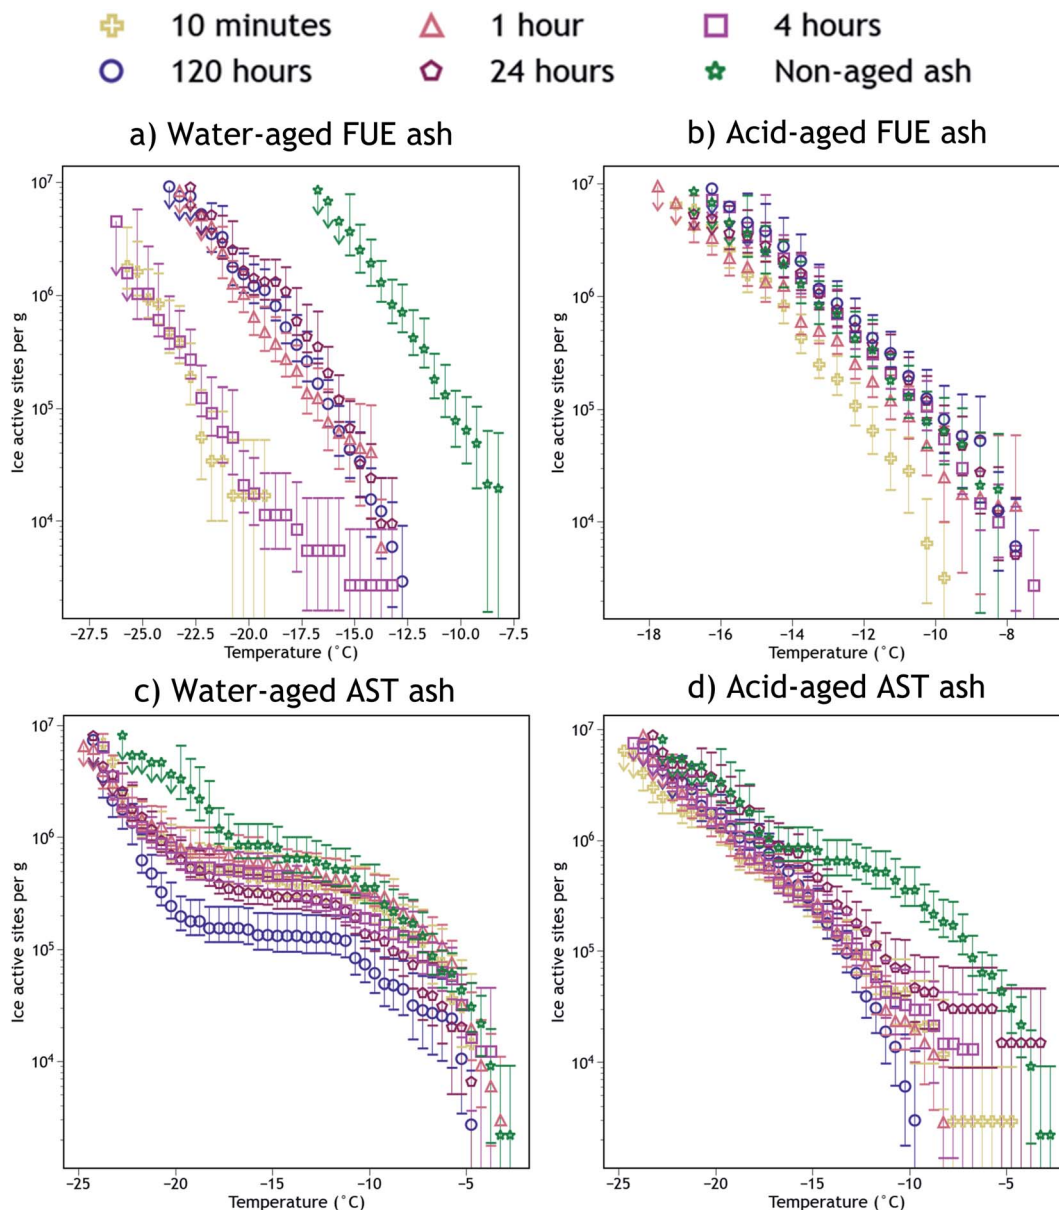 10 minutes 1 hour 4 hours
120 hours 24 hours Non-aged ash
a) Water-aged FUE ash b) Acid-aged FUE ash
10⁷
10⁶
10⁵
10⁴
Ice active sites per g
−27.5 −25.0 −22.5 −20.0 −17.5 −15.0 −12.5 −10.0 −7.5
Temperature (˚C)
10⁷
10⁶
10⁵
10⁴
Ice active sites per g
−18 −16 −14 −12 −10 −8
Temperature (˚C)
c) Water-aged AST ash d) Acid-aged AST ash
10⁷
10⁶
10⁵
10⁴
Ice active sites per g
−25 −20 −15 −10 −5
Temperature (˚C)
10⁷
10⁶
10⁵
10⁴
Ice active sites per g
−25 −20 −15 −10 −5
Temperature (˚C)